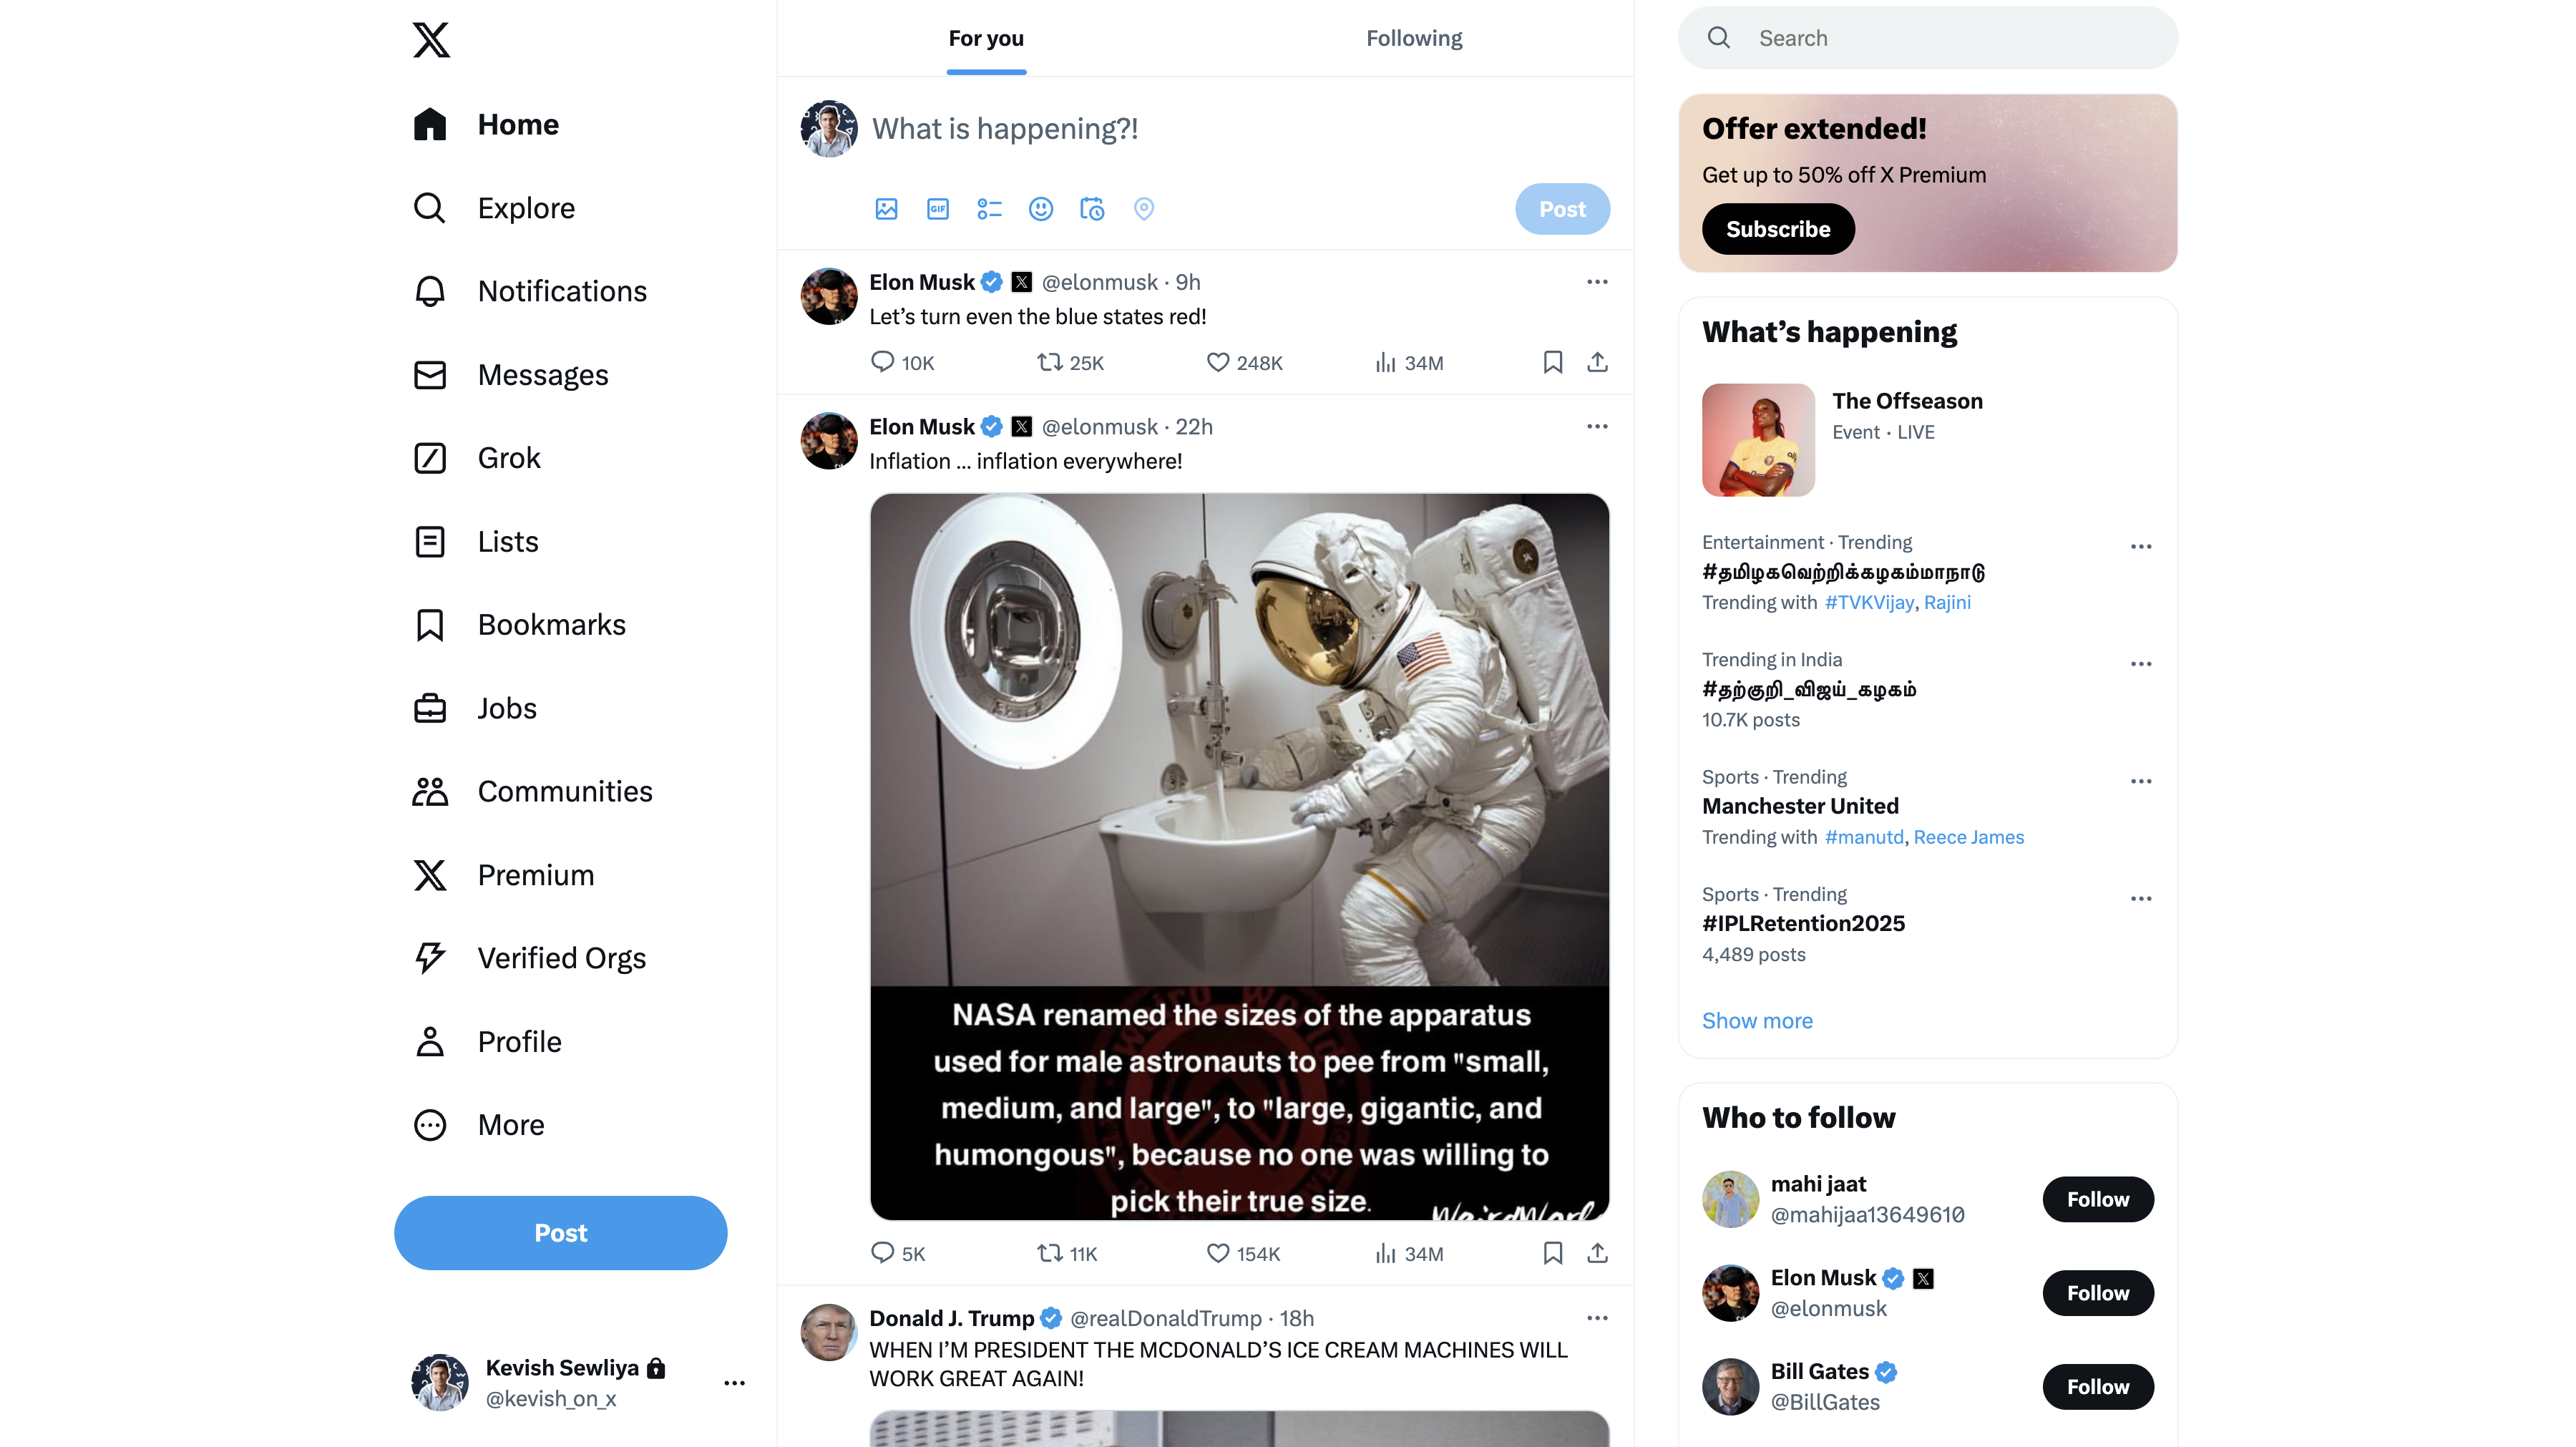 Home
Explore
Notifications
Messages
Grok
Lists
Bookmarks
Jobs
Communities
Premium
Verified Orgs
Profile
More
Post
Kevish Sewliya
@kevish_on_x
For you
Following
What is happening?!
GIF
Post
Elon Musk @elonmusk · 9h
Let’s turn even the blue states red!
10K 25K 248K 34M
Elon Musk @elonmusk · 22h
Inflation ... inflation everywhere!
NASA renamed the sizes of the apparatus
used for male astronauts to pee from "small,
medium, and large", to "large, gigantic, and
humongous", because no one was willing to
pick their true size.
WeirdWorld
5K 11K 154K 34M
Donald J. Trump @realDonaldTrump · 18h
WHEN I’M PRESIDENT THE MCDONALD’S ICE CREAM MACHINES WILL
WORK GREAT AGAIN!
Search
Offer extended!
Get up to 50% off X Premium
Subscribe
What’s happening
The Offseason
Event · LIVE
Entertainment · Trending
#தமிழகவெற்றிக்கழகம்மாநாடு
Trending with #TVKVijay, Rajini
Trending in India
#தற்குறி_விஜய்_கழகம்
10.7K posts
Sports · Trending
Manchester United
Trending with #manutd, Reece James
Sports · Trending
#IPLRetention2025
4,489 posts
Show more
Who to follow
mahi jaat
@mahijaa13649610
Follow
Elon Musk
@elonmusk
Follow
Bill Gates
@BillGates
Follow